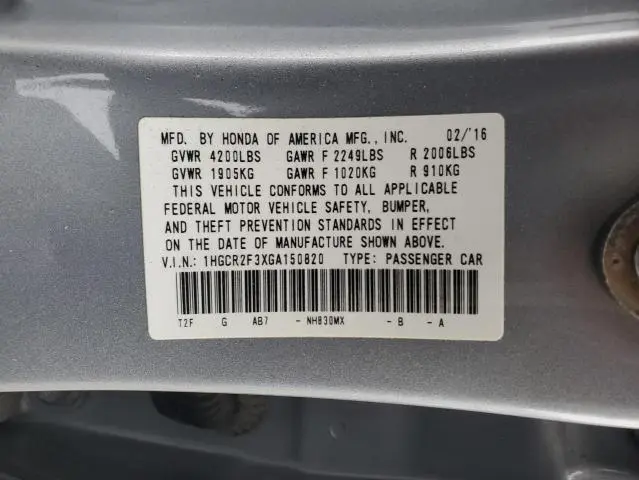 MFD. BY HONDA OF AMERICA MFG., INC. 02/'16
GVWR 4200LBS GAWR F 2249LBS R 2006LBS
GVWR 1905KG GAWR F 1020KG R 910KG
THIS VEHICLE CONFORMS TO ALL APPLICABLE
FEDERAL MOTOR VEHICLE SAFETY, BUMPER,
AND THEFT PREVENTION STANDARDS IN EFFECT
ON THE DATE OF MANUFACTURE SHOWN ABOVE.
V.I.N.: 1HGCR2F3XGA150820 TYPE: PASSENGER CAR
T2F G AB7 - NH830MX - B - A